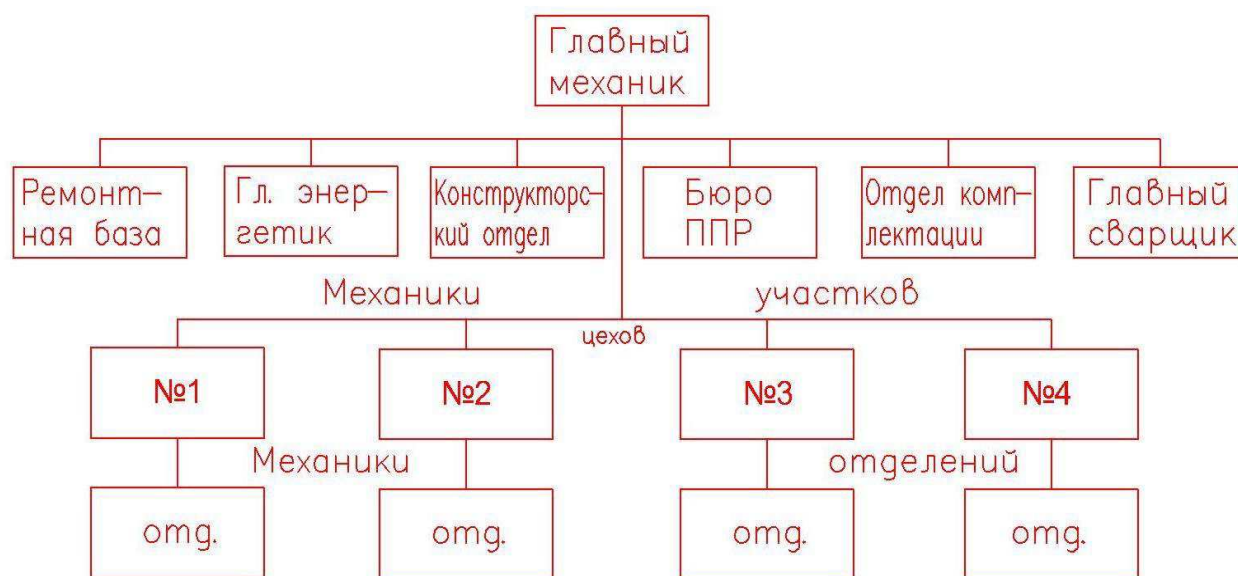 Главный
механик
Ремонт-
ная база
Гл. энер-
гетик
Конструкторс-
кий отдел
Бюро
ППР
Отдел комп-
лектации
Главный
сварщик
Механики участков
цехов
№1 №2 №3 №4
Механики отделений
отд. отд. отд. отд.